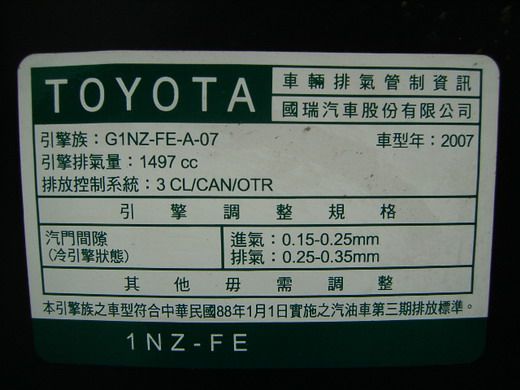 TOYOTA
車輛排氣管制資訊
國瑞汽車股份有限公司
引擎族：G1NZ-FE-A-07 車型年：2007
引擎排氣量：1497 cc
排放控制系統：3 CL/CAN/OTR
引擎調整規格
汽門間隙
(冷引擎狀態)
進氣：0.15-0.25mm
排氣：0.25-0.35mm
其他毋需調整
本引擎族之車型符合中華民國88年1月1日實施之汽油車第三期排放標準。
1NZ-FE